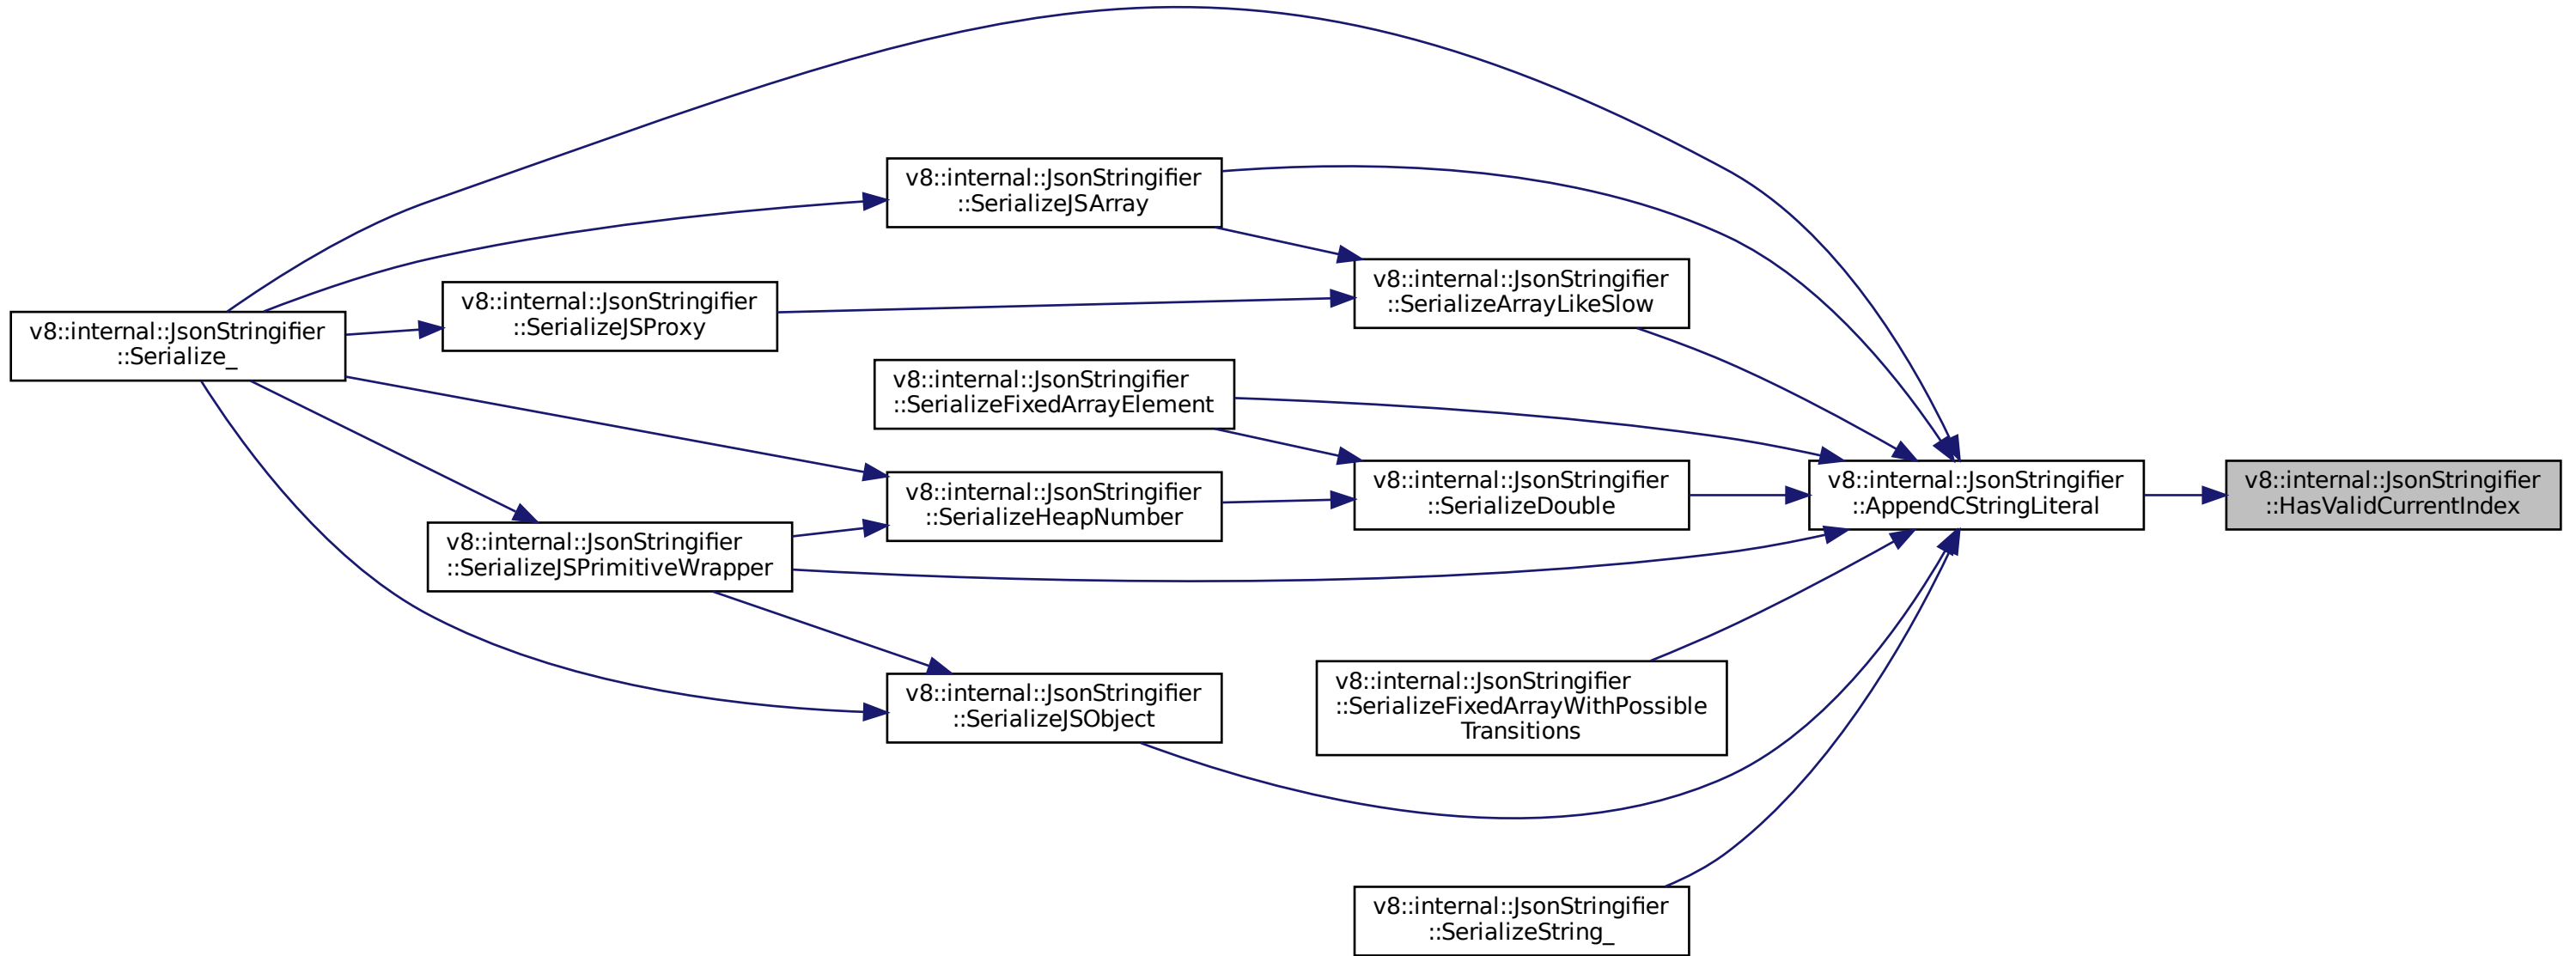 v8::internal::JsonStringifier
::SerializeJSArray
v8::internal::JsonStringifier
::SerializeArrayLikeSlow
v8::internal::JsonStringifier
::SerializeJSProxy
v8::internal::JsonStringifier
::Serialize_
v8::internal::JsonStringifier
::SerializeFixedArrayElement
v8::internal::JsonStringifier
::SerializeHeapNumber
v8::internal::JsonStringifier
::SerializeDouble
v8::internal::JsonStringifier
::AppendCStringLiteral
v8::internal::JsonStringifier
::HasValidCurrentIndex
v8::internal::JsonStringifier
::SerializeJSPrimitiveWrapper
v8::internal::JsonStringifier
::SerializeJSObject
v8::internal::JsonStringifier
::SerializeFixedArrayWithPossible
Transitions
v8::internal::JsonStringifier
::SerializeString_